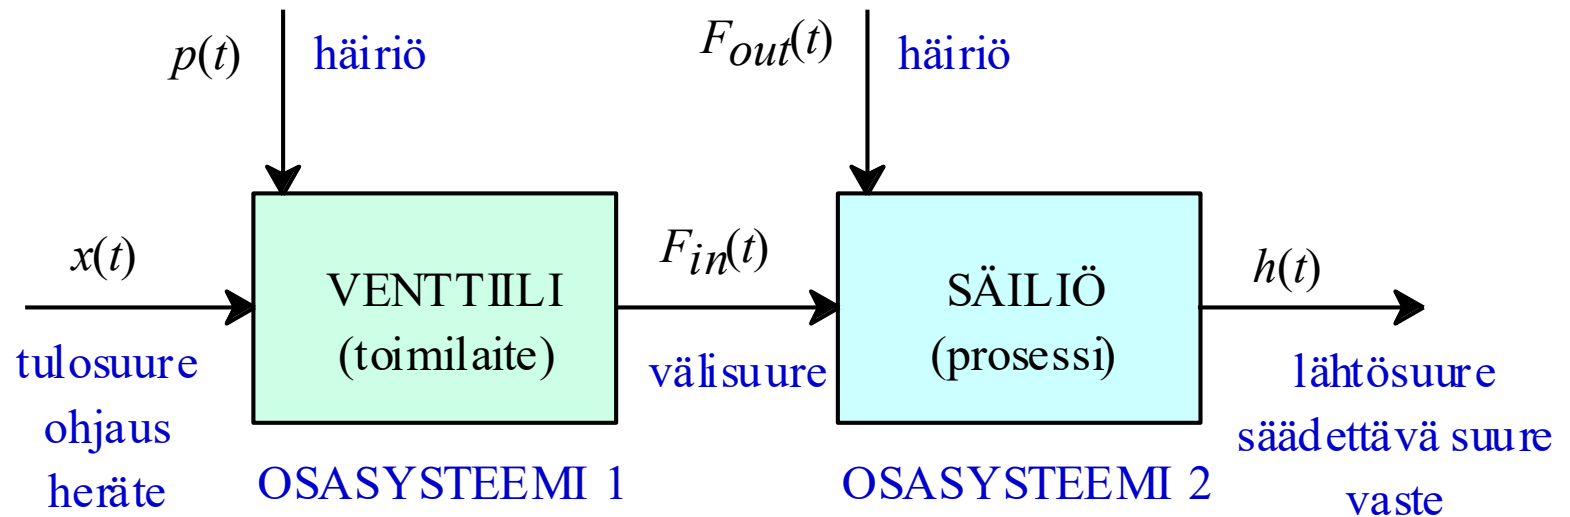 p(t) häiriö
F_out(t) häiriö
x(t)
tulosuure
ohjaus
heräte
VENTTIILI
(toimilaite)
OSASYSTEEMI 1
F_in(t)
välisuure
SÄILIÖ
(prosessi)
OSASYSTEEMI 2
h(t)
lähtösuure
säädettävä suure
vaste